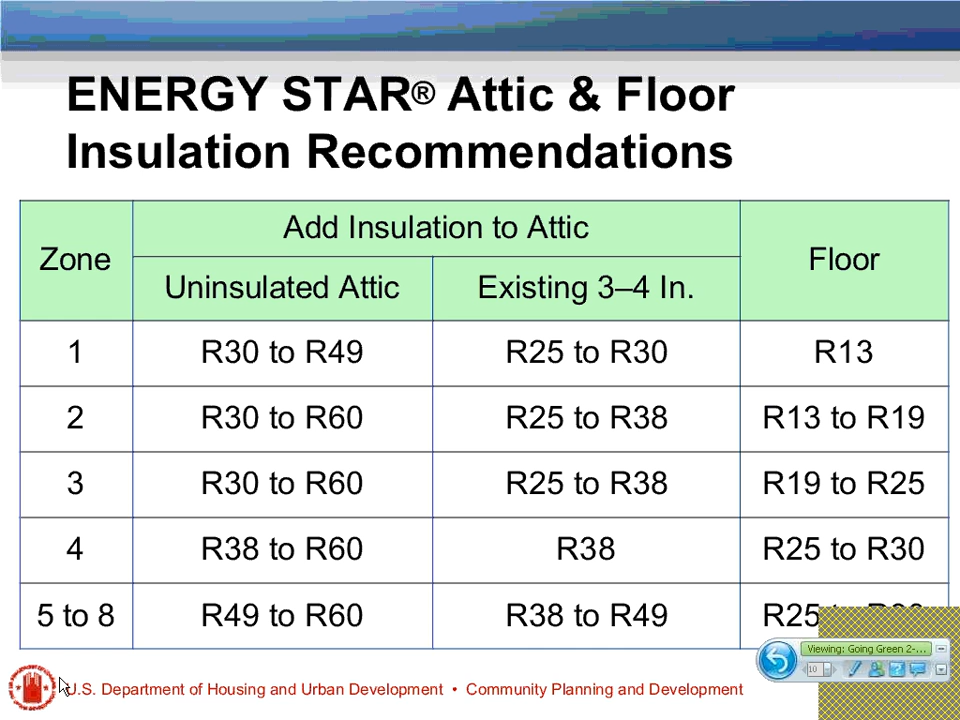 ENERGY STAR® Attic & Floor
Insulation Recommendations
Zone
Add Insulation to Attic
Floor
Uninsulated Attic
Existing 3–4 In.
1 R30 to R49 R25 to R30 R13
2 R30 to R60 R25 to R38 R13 to R19
3 R30 to R60 R25 to R38 R19 to R25
4 R38 to R60 R38 R25 to R30
5 to 8 R49 to R60 R38 to R49 R25
Viewing: Going Green 2-...
10
U.S. Department of Housing and Urban Development • Community Planning and Development